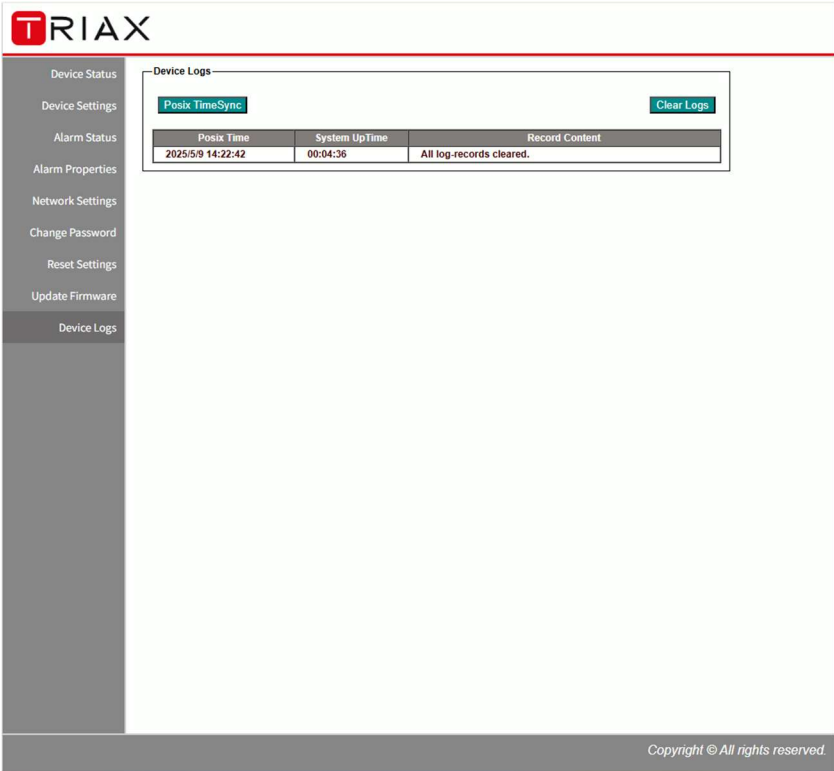 TRIAX
Device Status
Device Settings
Alarm Status
Alarm Properties
Network Settings
Change Password
Reset Settings
Update Firmware
Device Logs
Device Logs
Posix TimeSync Clear Logs
Posix Time System UpTime Record Content
2025/5/9 14:22:42 00:04:36 All log-records cleared.
Copyright © All rights reserved.